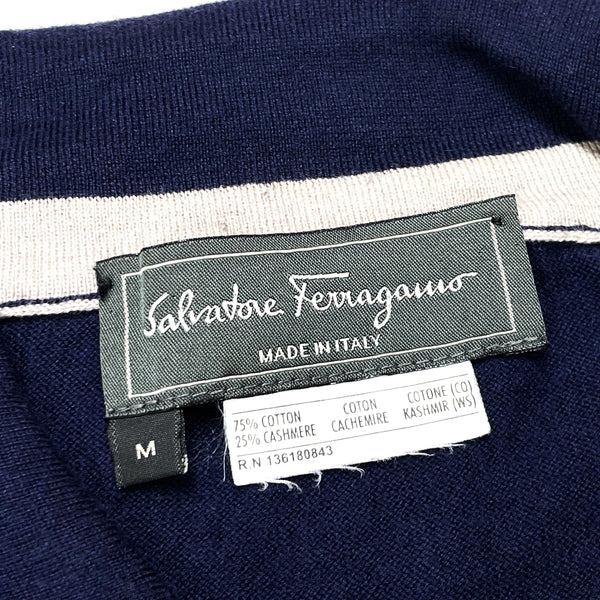 Salvatore Ferragamo
MADE IN ITALY
M
75% COTTON COTON COTONE (CO)
25% CASHMERE CACHEMIRE KASHMIR (WS)
R.N 136180843